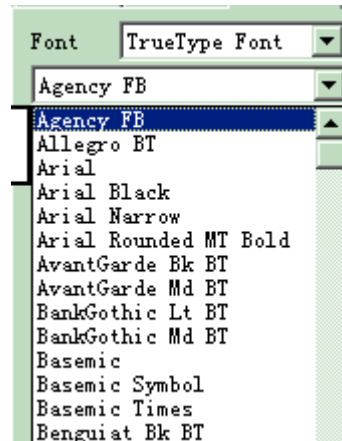 Font TrueType Font
Agency FB
Agency FB
Allegro BT
Arial
Arial Black
Arial Narrow
Arial Rounded MT Bold
AvantGarde Bk BT
AvantGarde Md BT
BankGothic Lt BT
BankGothic Md BT
Basemic
Basemic Symbol
Basemic Times
Benguiat Bk BT